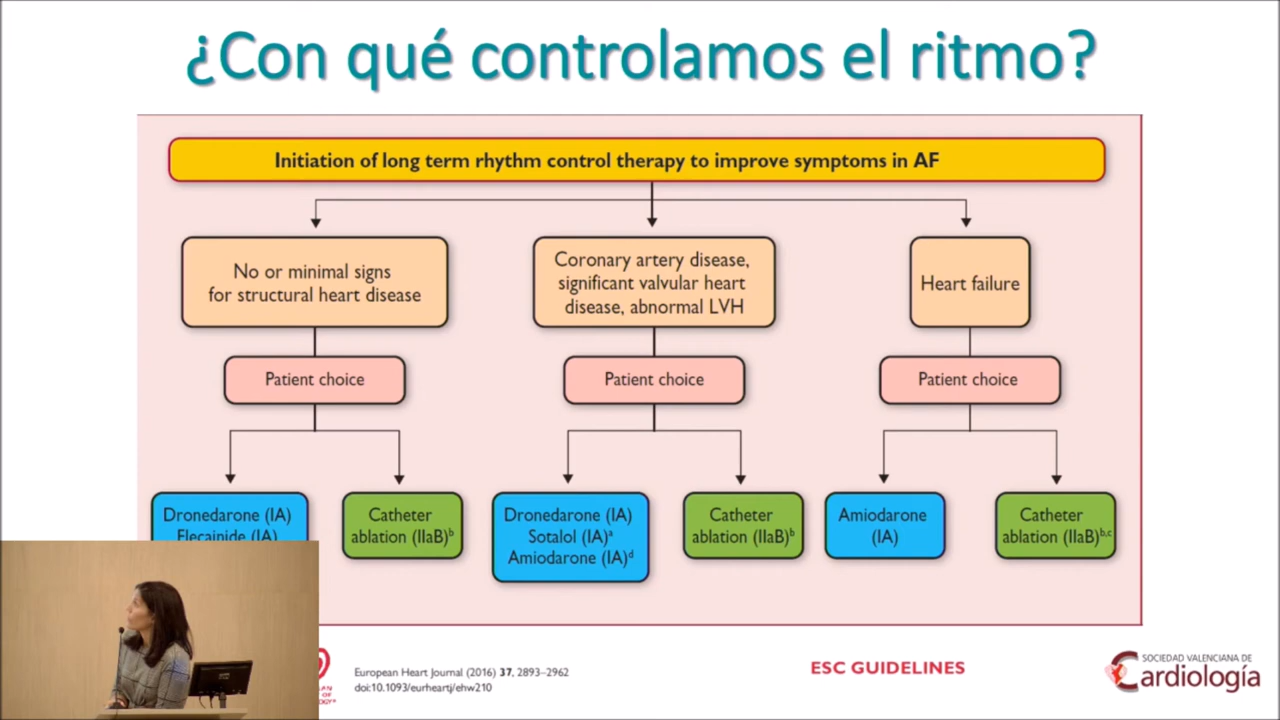 ¿Con qué controlamos el ritmo?
Initiation of long term rhythm control therapy to improve symptoms in AF
No or minimal signs
for structural heart disease
Coronary artery disease,
significant valvular heart
disease, abnormal LVH
Heart failure
Patient choice
Patient choice
Patient choice
Dronedarone (IA)
Flecainide (IA)
Catheter
ablation (IIaB)b
Dronedarone (IA)
Sotalol (IA)a
Amiodarone (IA)d
Catheter
ablation (IIaB)b
Amiodarone
(IA)
Catheter
ablation (IIaB)b,c
European Heart Journal (2016) 37, 2893–2962
doi:10.1093/eurheartj/ehw210
ESC GUIDELINES
SOCIEDAD VALENCIANA DE
Cardiología